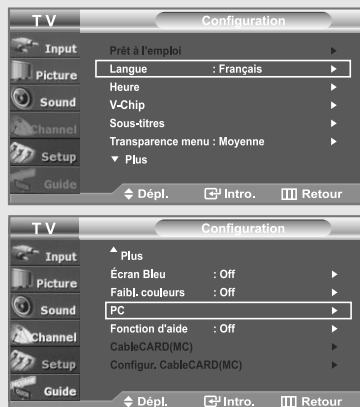 TV Configuration
Input
Picture
Sound
Channel
Setup
Guide
Prêt à l'emploi
Langue : Français
Heure
V-Chip
Sous-titres
Transparence menu : Moyenne
Plus
Dépl. Intro. Retour
TV Configuration
Input
Picture
Sound
Channel
Setup
Guide
Plus
Écran Bleu : Off
Faibl. couleurs : Off
PC
Fonction d'aide : Off
CableCARD(MC)
Configur. CableCARD(MC)
Dépl. Intro. Retour